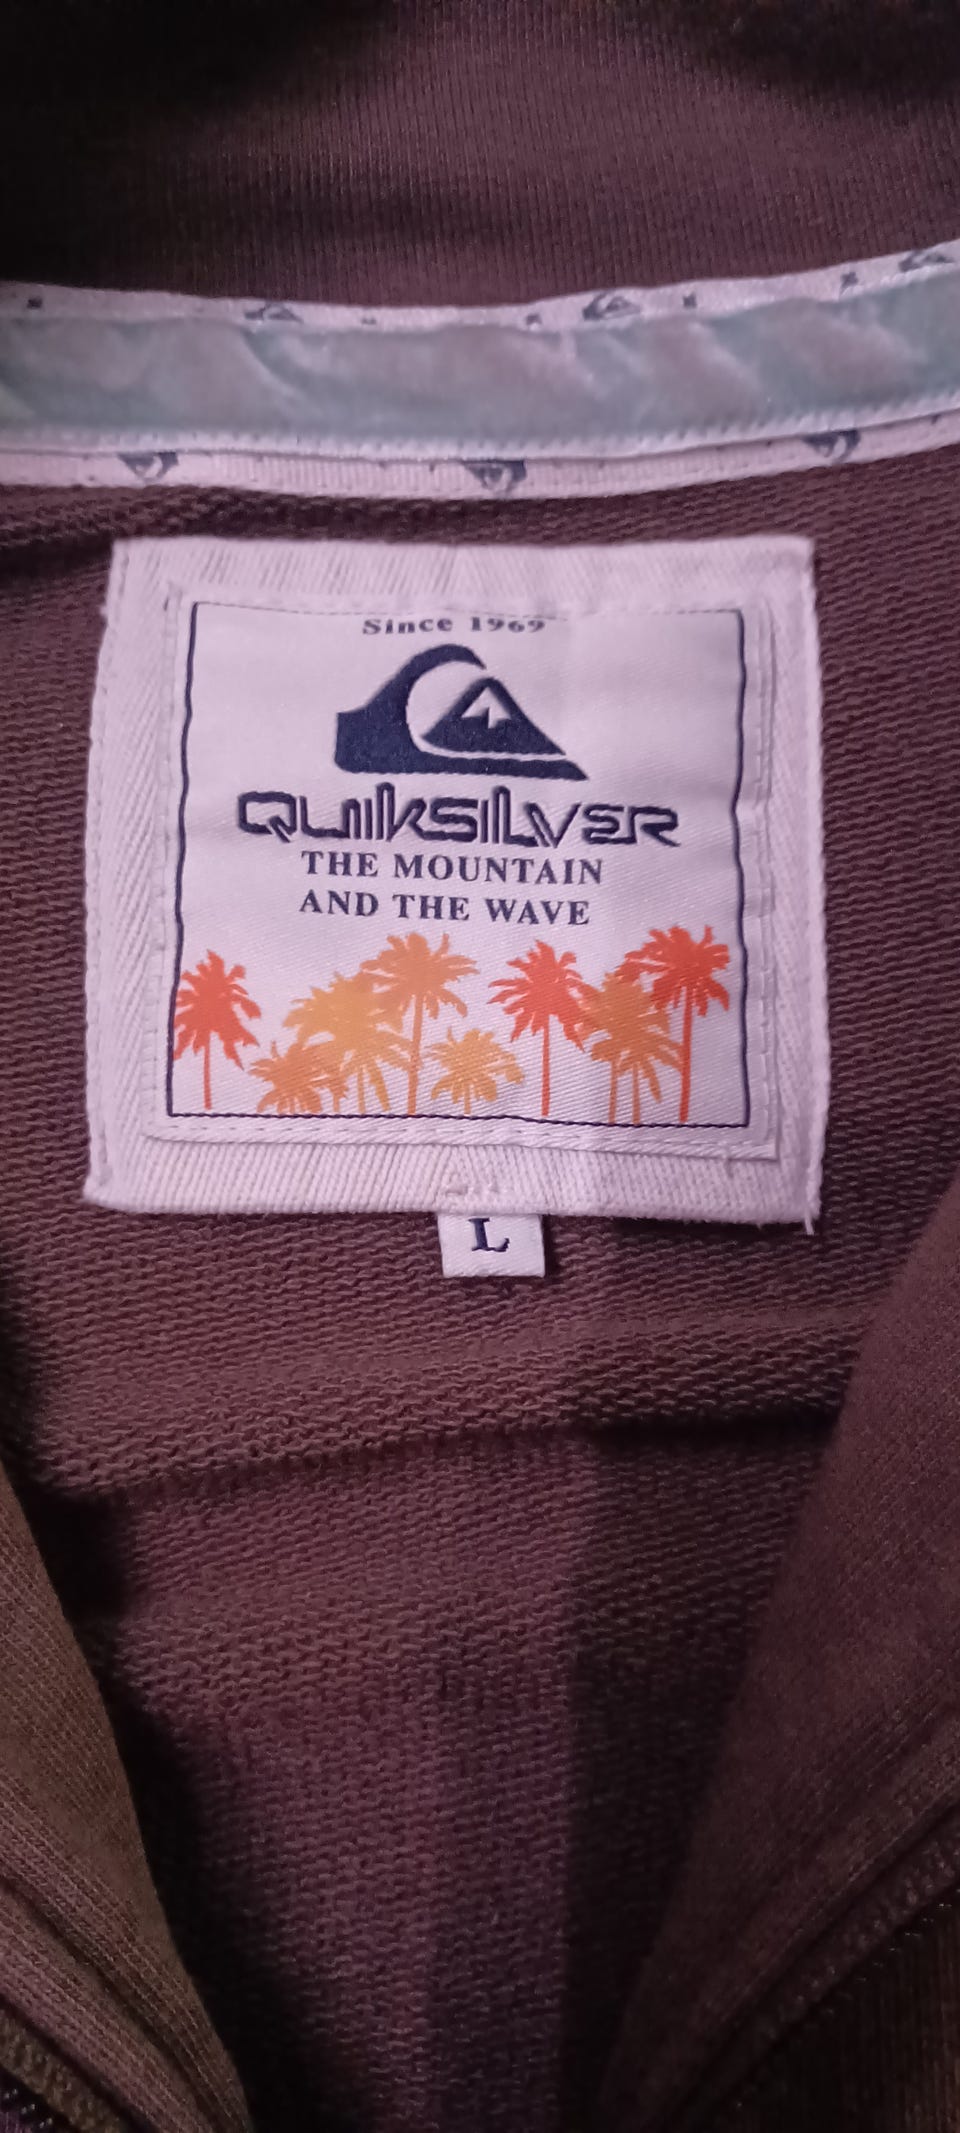 Since 1969
QUIKSILVER
THE MOUNTAIN
AND THE WAVE
L